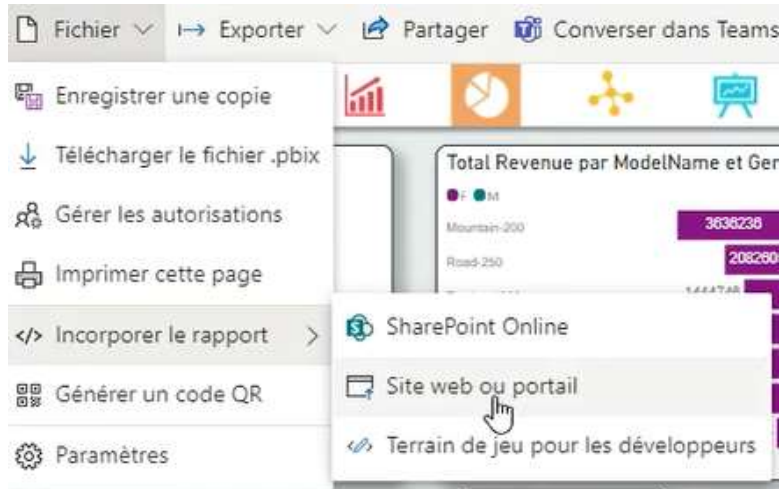 Fichier Exporter Partager Converser dans Teams
Enregistrer une copie
Télécharger le fichier .pbix
Gérer les autorisations
Imprimer cette page
Incorporer le rapport
Générer un code QR
Paramètres
Total Revenue par ModelName et Gen
F M
Mountain-200 3636236
Road-250 208260
SharePoint Online
Site web ou portail
Terrain de jeu pour les développeurs